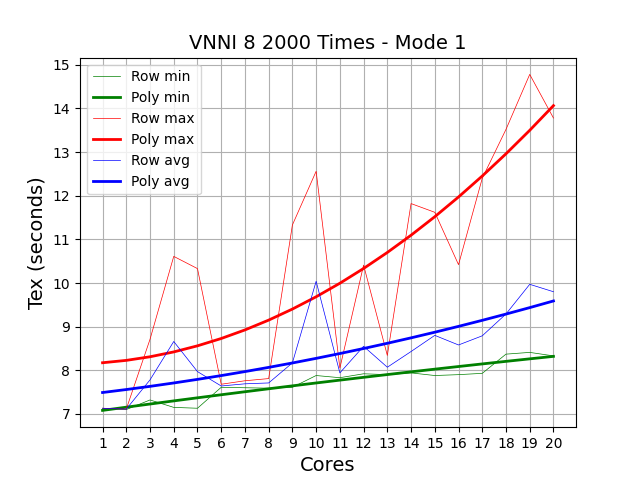 VNNI 8 2000 Times - Mode 1
Row min
Poly min
Row max
Poly max
Row avg
Poly avg
15
14
13
12
11
10
9
8
7
Tex (seconds)
1 2 3 4 5 6 7 8 9 10 11 12 13 14 15 16 17 18 19 20
Cores